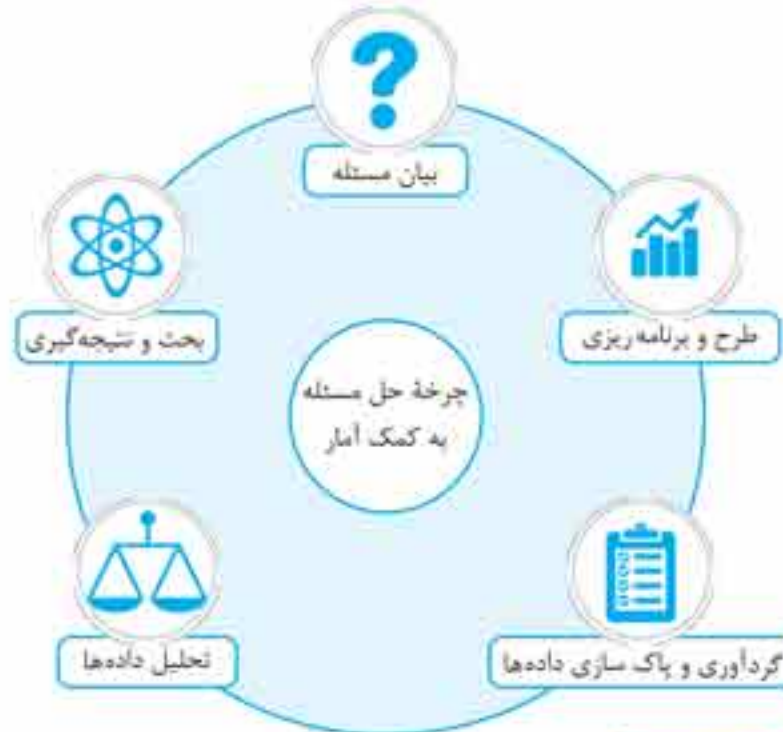 ?
بیان مسئله
طرح و برنامه ریزی
گردآوری و پاک سازی داده‌ها
تحلیل داده‌ها
بحث و نتیجه‌گیری
چرخهٔ حل مسئله
به کمک آمار